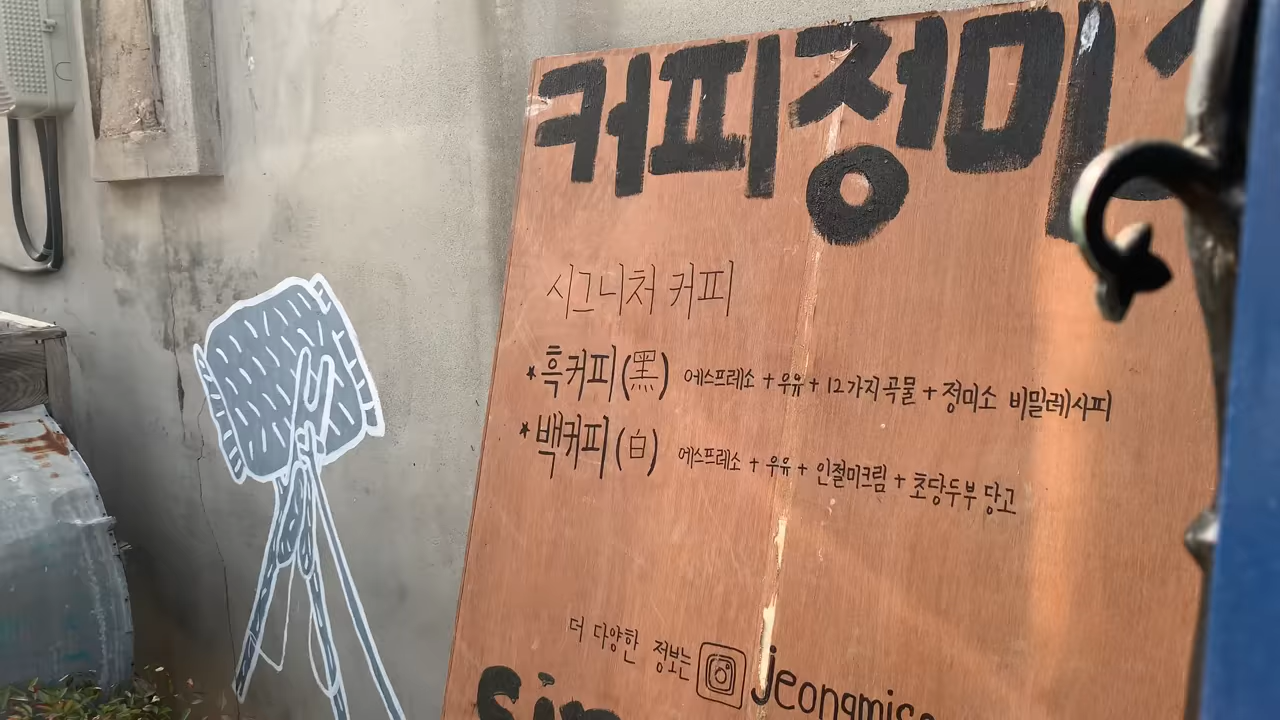 커피정미
시그니처 커피
*흑커피(黑) 에스프레소 + 우유 + 12가지곡물 + 정미소 비밀레시피
*백커피(白) 에스프레소 + 우유 + 인절미크림 + 초당두부 당고
더 다양한 정보는 jeongmiso
Sin